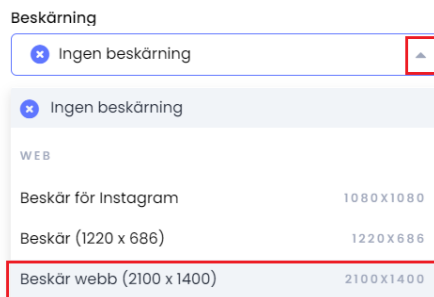 Beskärning
Ingen beskärning
Ingen beskärning
WEB
Beskär för Instagram 1080X1080
Beskär (1220 x 686) 1220X686
Beskär webb (2100 x 1400) 2100X1400